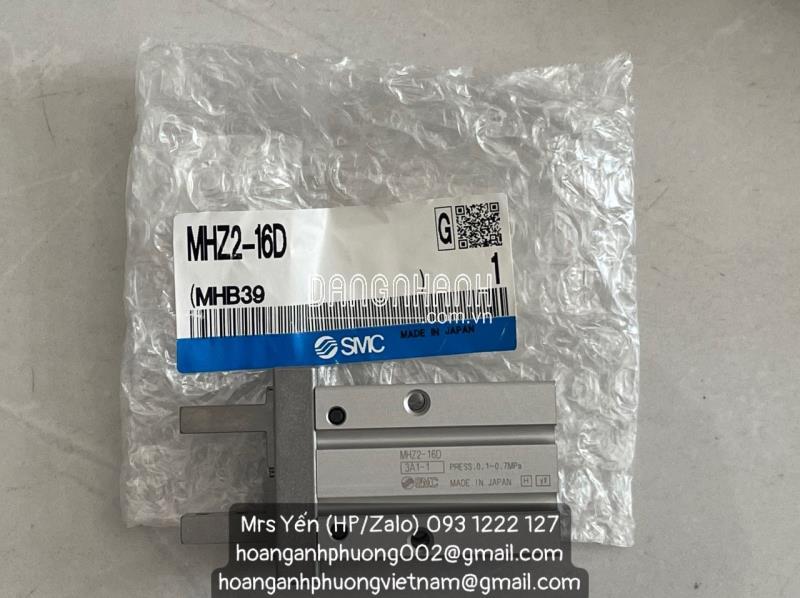 MHZ2-16D
G
(MHB39 )
1
DANGNHANH
.com.vn
SMC
MADE IN JAPAN
MHZ2-16D
3A1-1 PRESS.0.1~0.7MPa
SMC MADE IN JAPAN H
Mrs Yến (HP/Zalo) 093 1222 127
hoanganhphuong002@gmail.com
hoanganhphuongvietnam@gmail.com